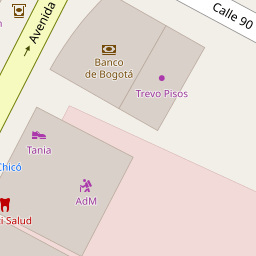 Avenida
Calle 90
Banco
de Bogotá
Trevo Pisos
Tania
Chicó
AdM
i Salud